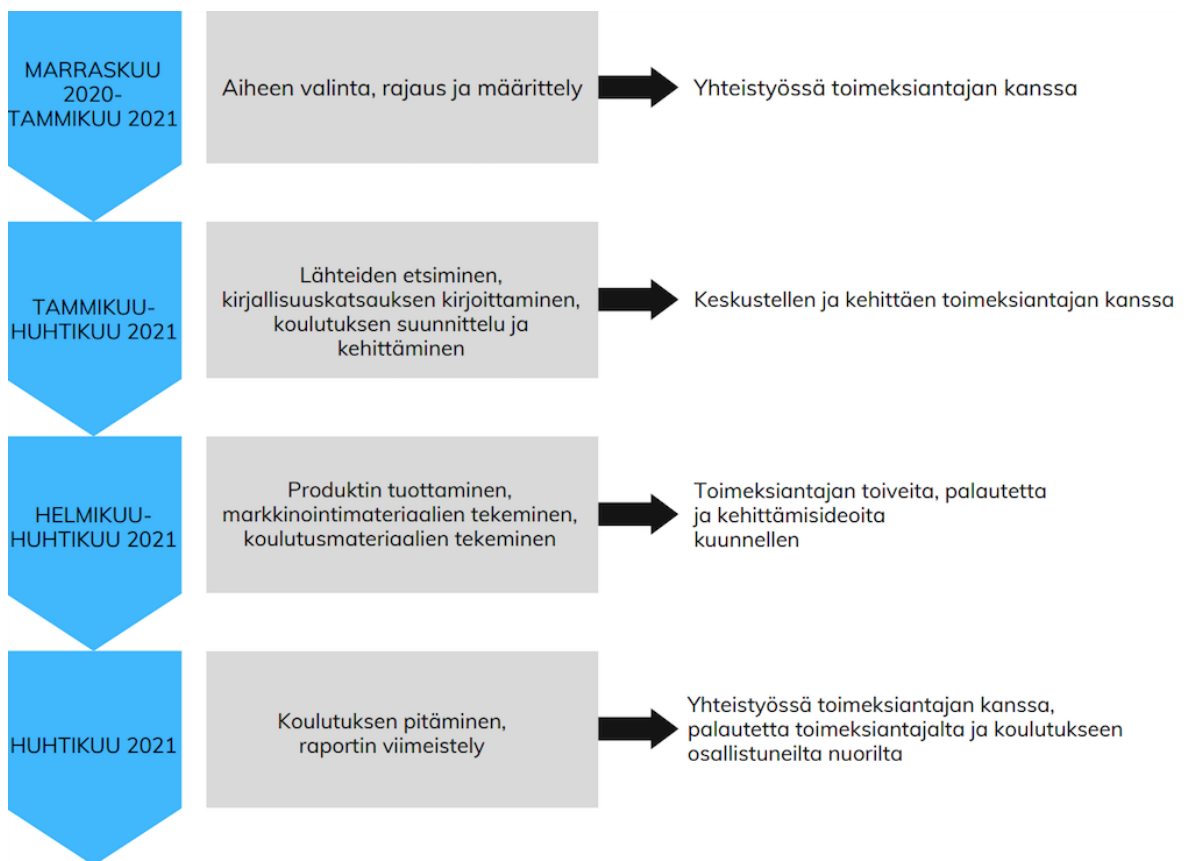 MARRASKUU
2020-
TAMMIKUU 2021
Aiheen valinta, rajaus ja määrittely
Yhteistyössä toimeksiantajan kanssa
TAMMIKUU-
HUHTIKUU 2021
Lähteiden etsiminen,
kirjallisuuskatsauksen kirjoittaminen,
koulutuksen suunnittelu ja
kehittäminen
Keskustellen ja kehittäen toimeksiantajan kanssa
HELMIKUU-
HUHTIKUU 2021
Produktin tuottaminen,
markkinointimateriaalien tekeminen,
koulutusmateriaalien tekeminen
Toimeksiantajan toiveita, palautetta
ja kehittämisideoita
kuunnellen
HUHTIKUU 2021
Koulutuksen pitäminen,
raportin viimeistely
Yhteistyössä toimeksiantajan kanssa,
palautetta toimeksiantajalta ja koulutukseen
osallistuneilta nuorilta